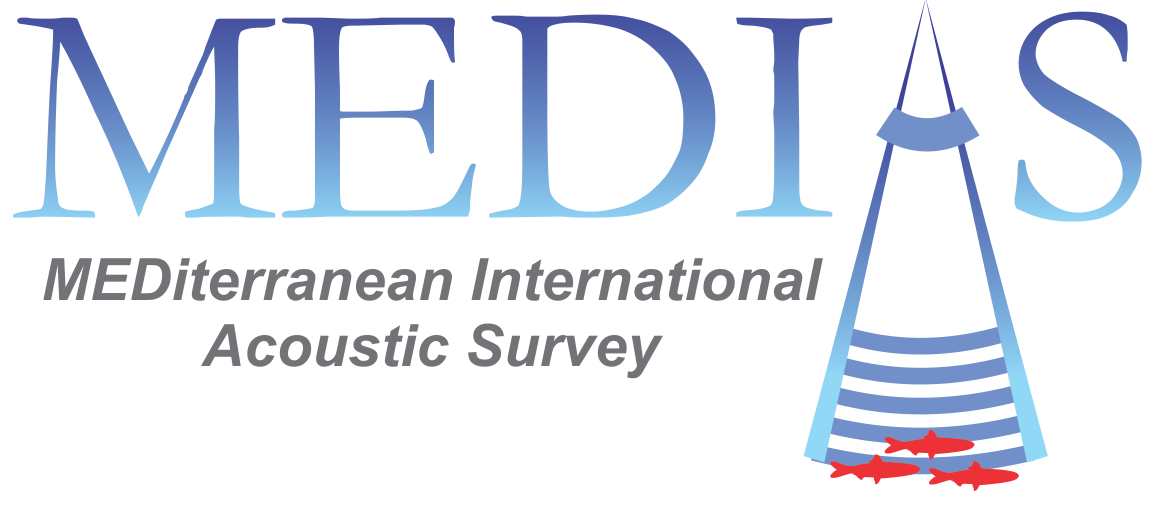 MEDIAS
MEDiterranean International
Acoustic Survey